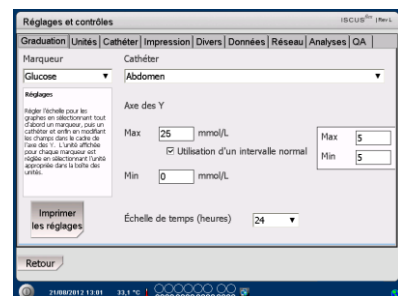 Réglages et contrôles
ISCUS
Graduation Unités Cathéter Impression Divers Données Réseau Analyses QA
Marqueur
Cathéter
Glucose
Abdomen
Réglages
Régler l'échelle pour les
graphes en sélectionnant tout
d'abord un marqueur, puis un
cathéter et enfin en modifiant
les champs dans le cadre de
l'axe des Y. L'unité affichée
pour chaque marqueur est
réglée en sélectionnant l'unité
appropriée dans la boîte des
unités.
Axe des Y
Max 25 mmol/L
Utilisation d'un intervalle normal
Min 0 mmol/L
Max 5
Min 5
Imprimer
les réglages
Échelle de temps (heures) 24
Retour
21/08/2012 13:01 33,1 °C